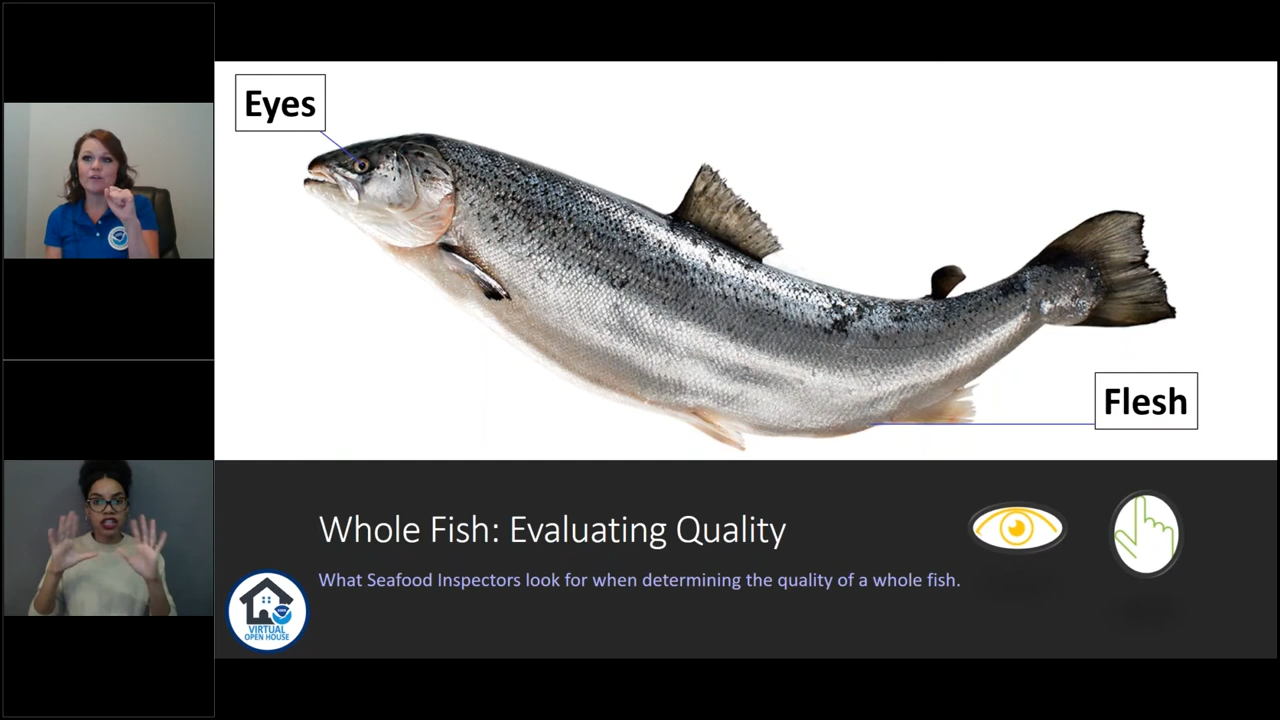 Eyes
Flesh
Whole Fish: Evaluating Quality
What Seafood Inspectors look for when determining the quality of a whole fish.
VIRTUAL
OPEN HOUSE